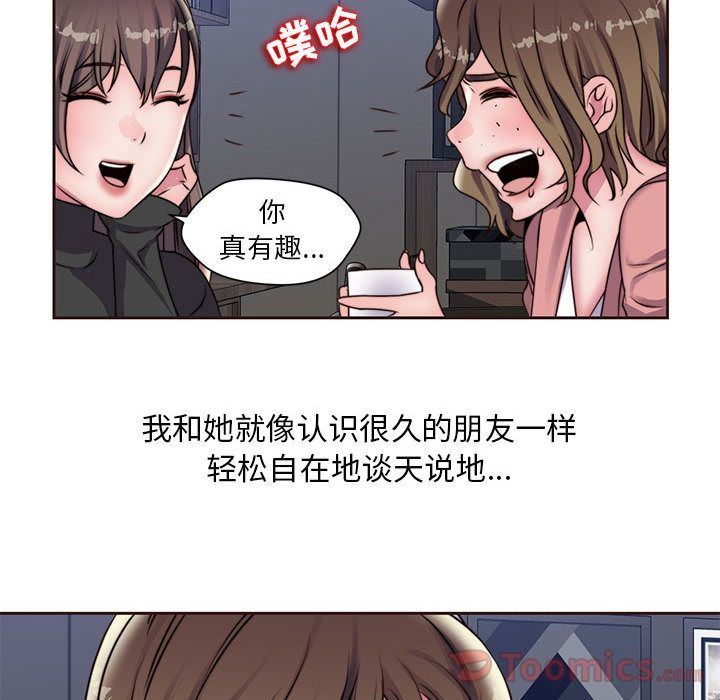 噗哈
你
真有趣...
我和她就像认识很久的朋友一样
轻松自在地谈天说地...
Toomics.com